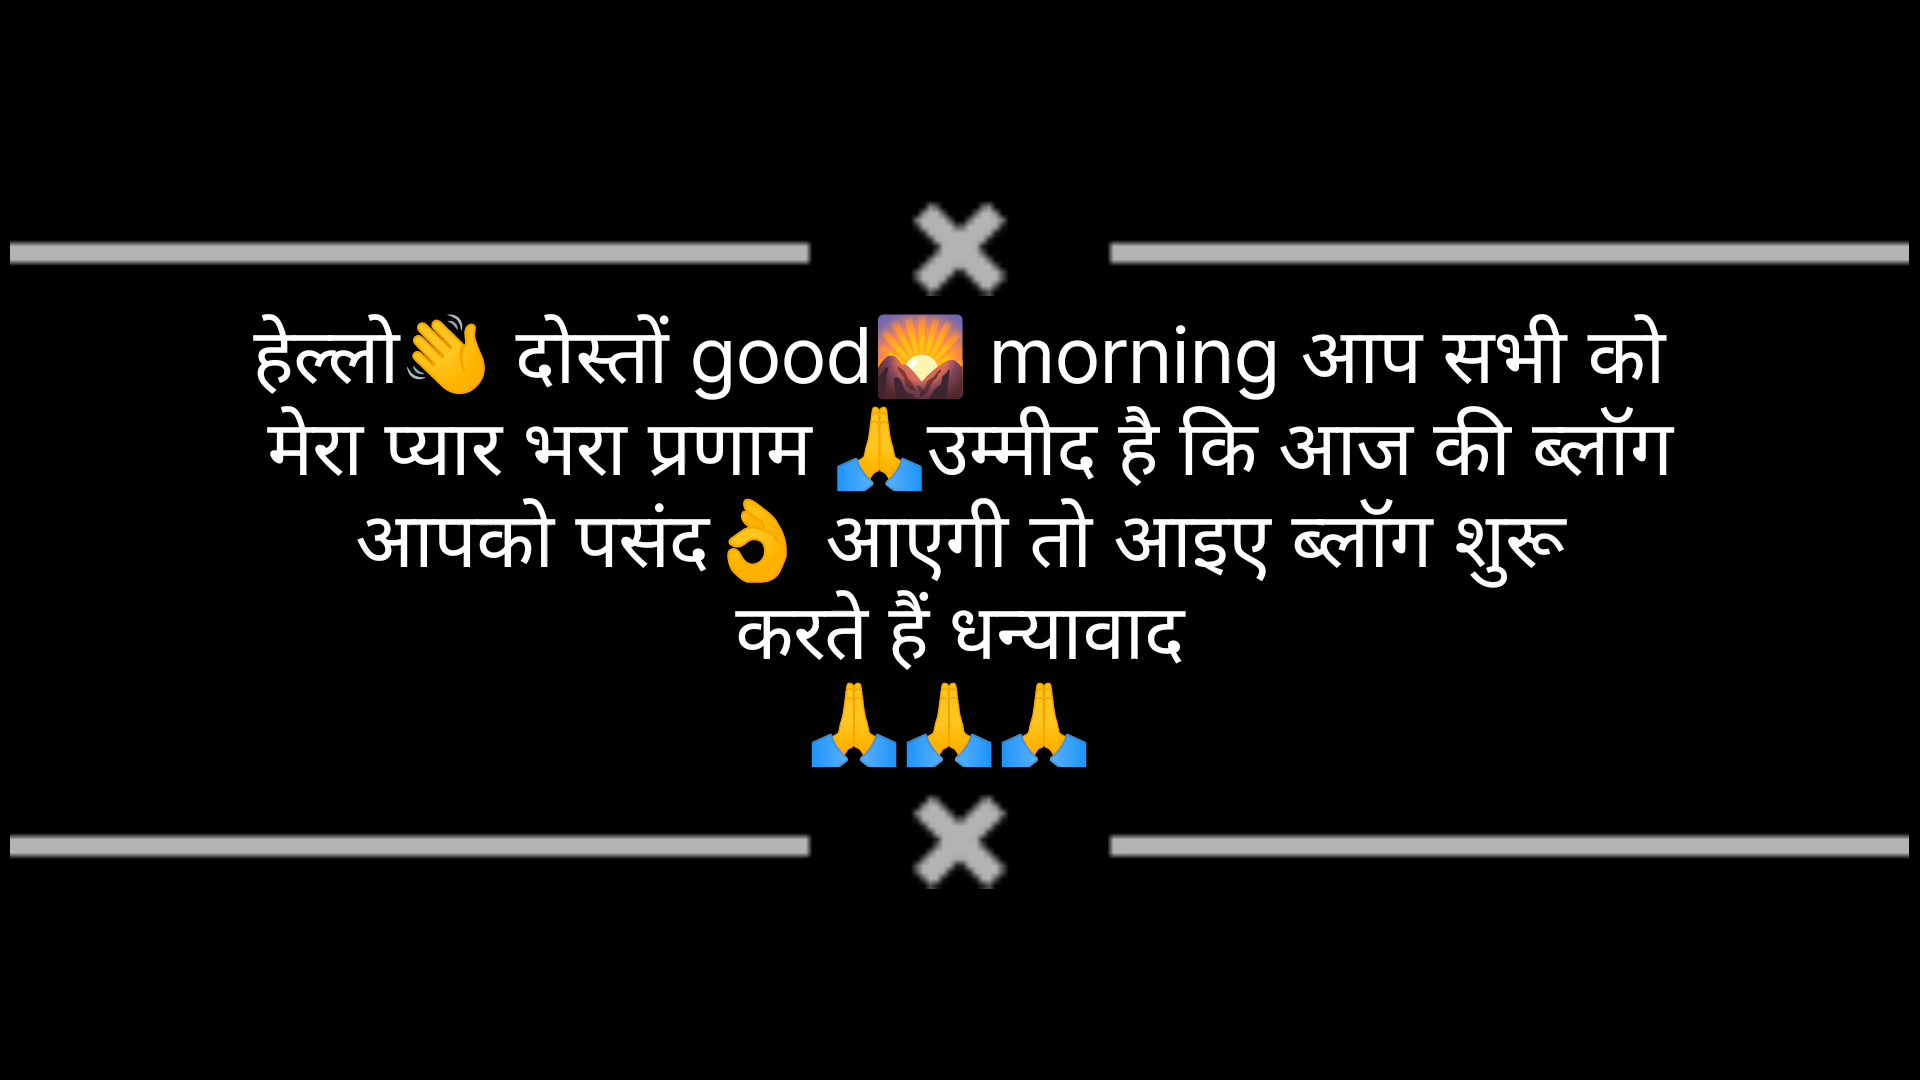 हेल्लो👋 दोस्तों good🌄 morning आप सभी को
मेरा प्यार भरा प्रणाम 🙏उम्मीद है कि आज की ब्लॉग
आपको पसंद👌 आएगी तो आइए ब्लॉग शुरू
करते हैं धन्यावाद
🙏🙏🙏